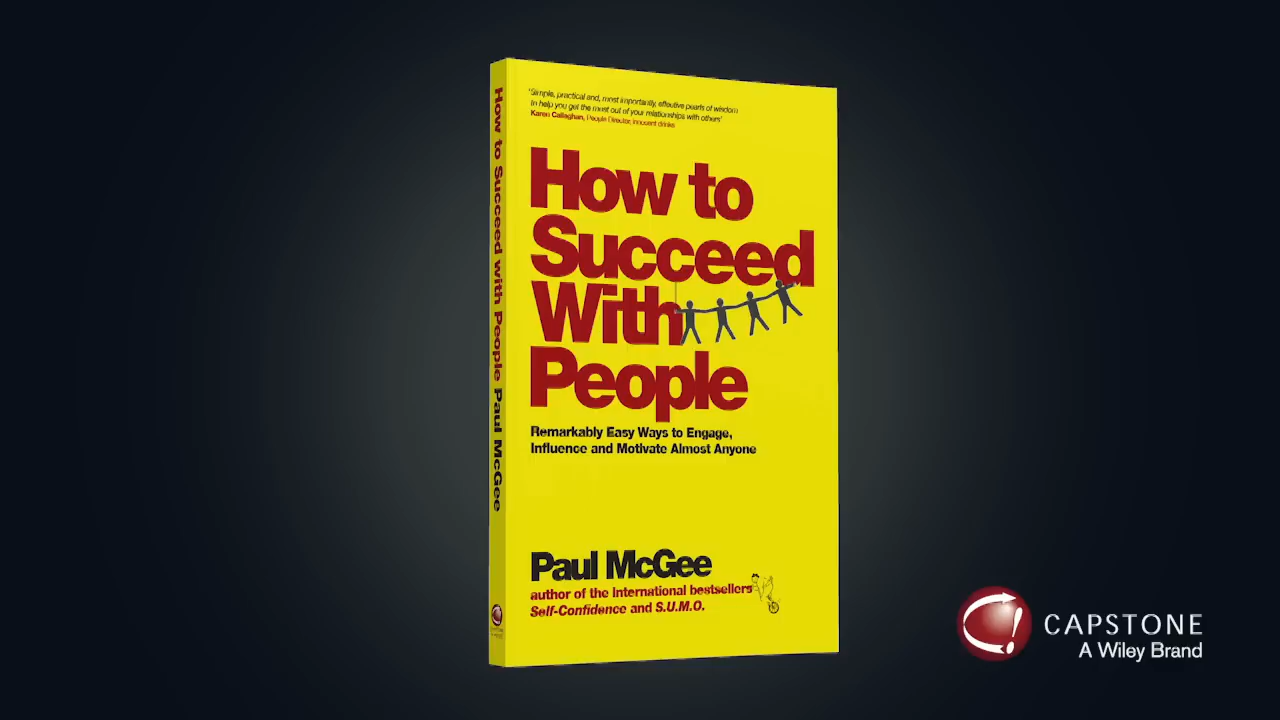 'Simple, practical and, most importantly, effective pearls of wisdom
to help you get the most out of your relationships with others'
Karen Callaghan, People Director, innocent drinks
How to
Succeed
With
People
Remarkably Easy Ways to Engage,
Influence and Motivate Almost Anyone
Paul McGee
author of the International bestsellers
Self-Confidence and S.U.M.O.
How to Succeed with People Paul McGee
CAPSTONE
A Wiley Brand